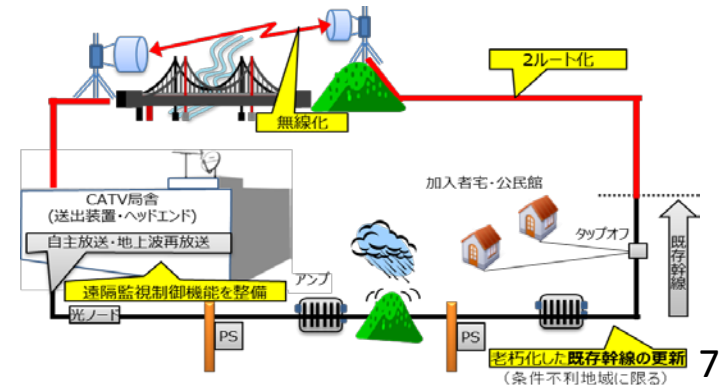 2ルート化
無線化
加入者宅・公民館
CATV局舎
(送出装置・ヘッドエンド)
自主放送・地上波再放送
タップオフ
既存幹線
アンプ
遠隔監視制御機能を整備
光ノード
PS
PS
老朽化した既存幹線の更新
(条件不利地域に限る)
7